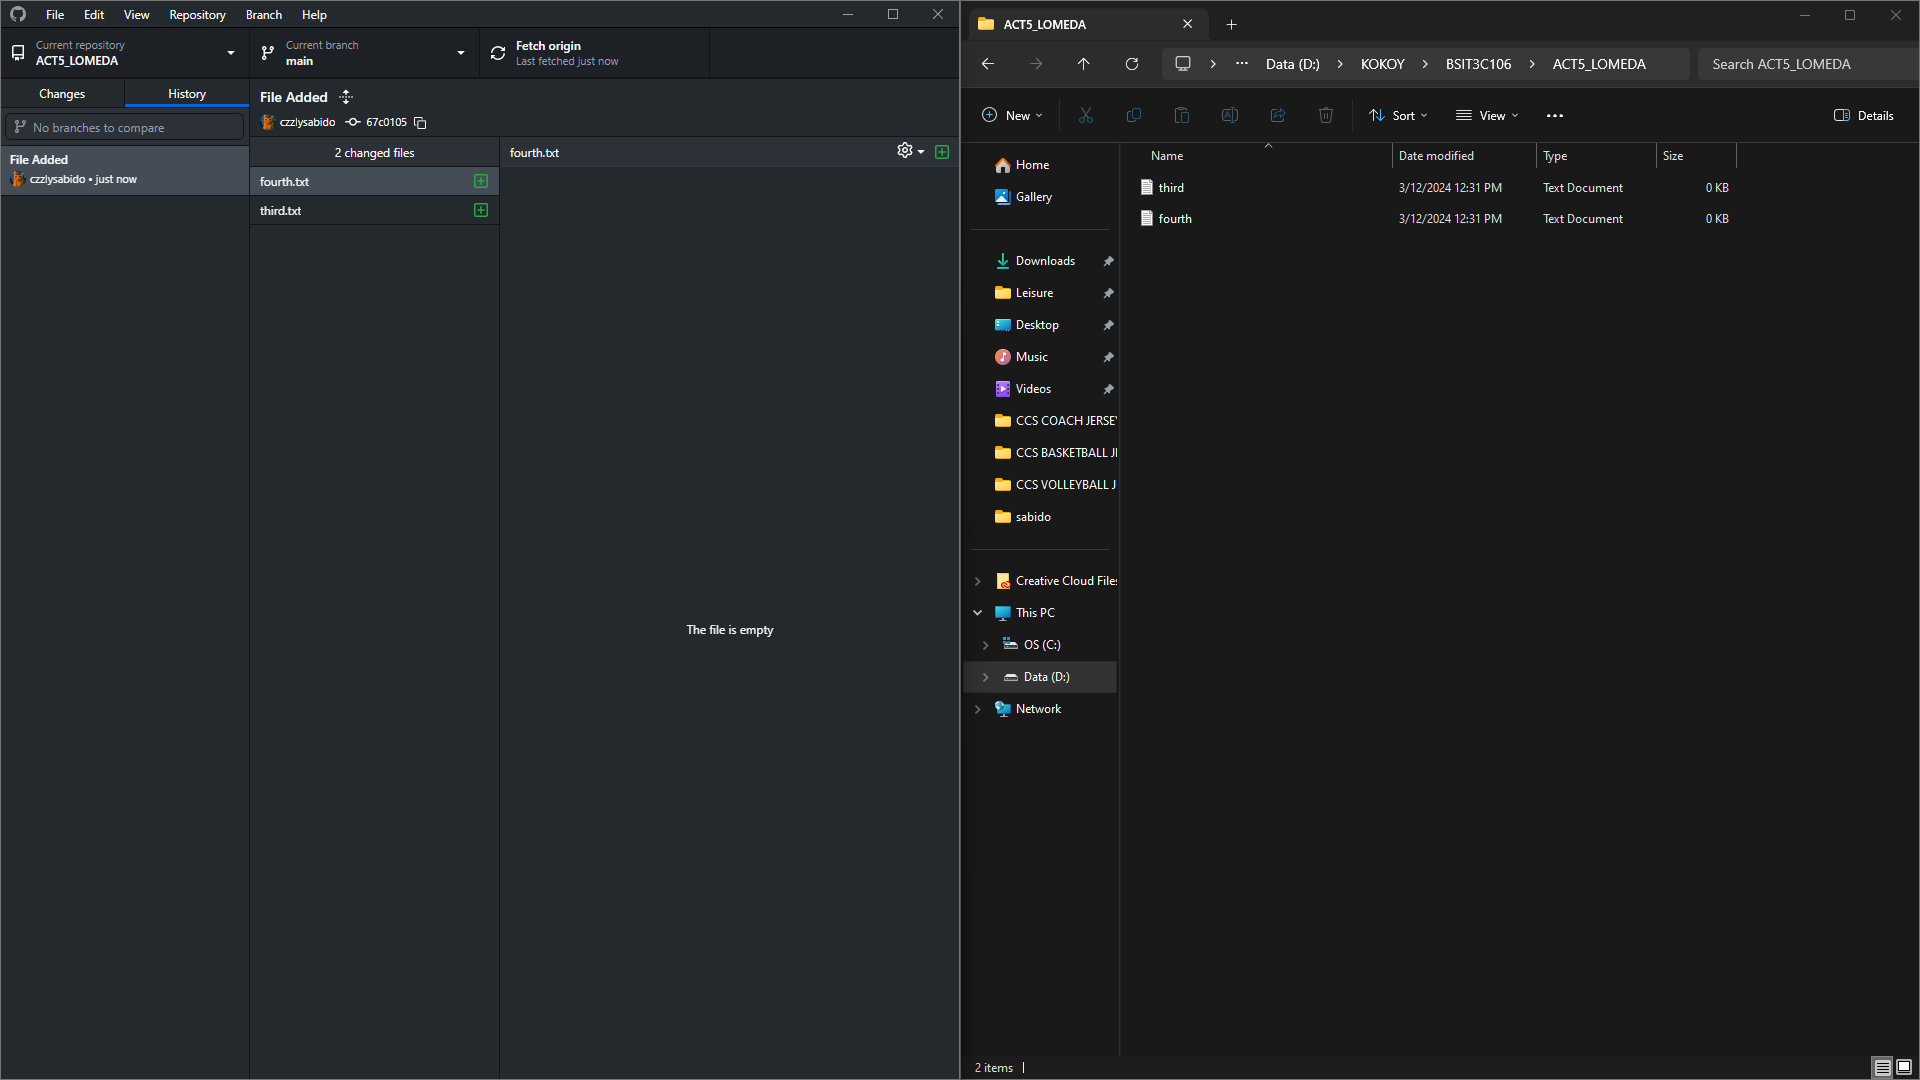 File Edit View Repository Branch Help
Current repository
ACT5_LOMEDA
Current branch
main
Fetch origin
Last fetched just now
Changes History
No branches to compare
File Added
czzlysabido • just now
File Added
czzlysabido 67c0105
2 changed files
fourth.txt
third.txt
fourth.txt
The file is empty
ACT5_LOMEDA
... Data (D:) > KOKOY > BSIT3C106 > ACT5_LOMEDA
Search ACT5_LOMEDA
New
Sort View ... Details
Home
Gallery
Downloads
Leisure
Desktop
Music
Videos
CCS COACH JERSEY
CCS BASKETBALL J
CCS VOLLEYBALL J
sabido
Creative Cloud Files
This PC
OS (C:)
Data (D:)
Network
Name Date modified Type Size
third 3/12/2024 12:31 PM Text Document 0 KB
fourth 3/12/2024 12:31 PM Text Document 0 KB
2 items